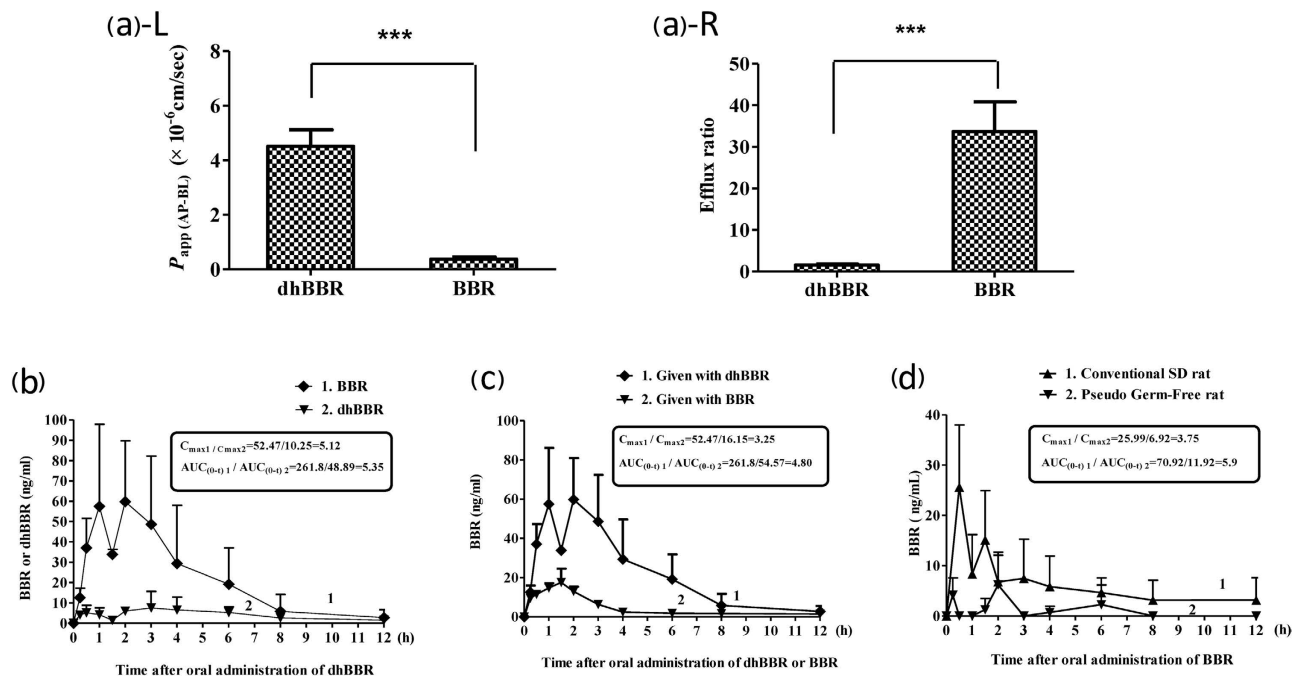 (a)-L
***
P app (AP-BL) (× 10-6cm/sec)
8
6
4
2
0
dhBBR BBR
(a)-R
***
Efflux ratio
50
40
30
20
10
0
dhBBR BBR
(b)
1. BBR
2. dhBBR
Cmax1 / Cmax2=52.47/10.25=5.12
AUC(0-t) 1 / AUC(0-t) 2=261.8/48.89=5.35
BBR or dhBBR (ng/ml)
100
90
80
70
60
50
40
30
20
10
0
1
2
0 1 2 3 4 5 6 7 8 9 10 11 12 (h)
Time after oral administration of dhBBR
(c)
1. Given with dhBBR
2. Given with BBR
Cmax1 / Cmax2=52.47/16.15=3.25
AUC(0-t) 1 / AUC(0-t) 2=261.8/54.57=4.80
BBR (ng/ml)
100
80
60
40
20
0
1
2
0 1 2 3 4 5 6 7 8 9 10 11 12 (h)
Time after oral administration of dhBBR or BBR
(d)
1. Conventional SD rat
2. Pseudo Germ-Free rat
Cmax1 / Cmax2=25.99/6.92=3.75
AUC(0-t) 1 / AUC(0-t) 2=70.92/11.92=5.9
BBR ( ng/mL)
40
30
20
10
0
1
2
0 1 2 3 4 5 6 7 8 9 10 11 12 (h)
Time after oral administration of BBR